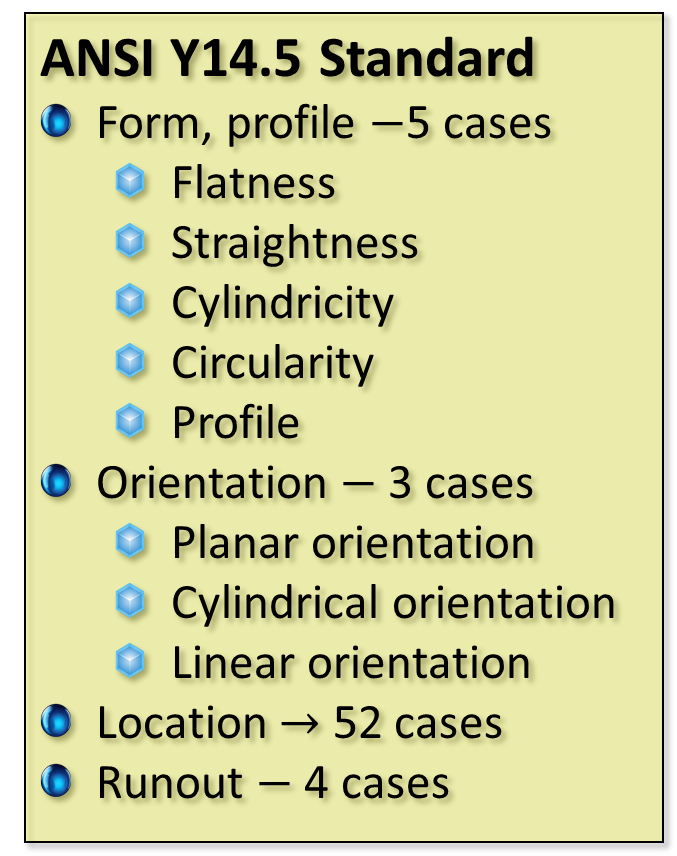 ANSI Y14.5 Standard
Form, profile —5 cases
Flatness
Straightness
Cylindricity
Circularity
Profile
Orientation — 3 cases
Planar orientation
Cylindrical orientation
Linear orientation
Location → 52 cases
Runout — 4 cases